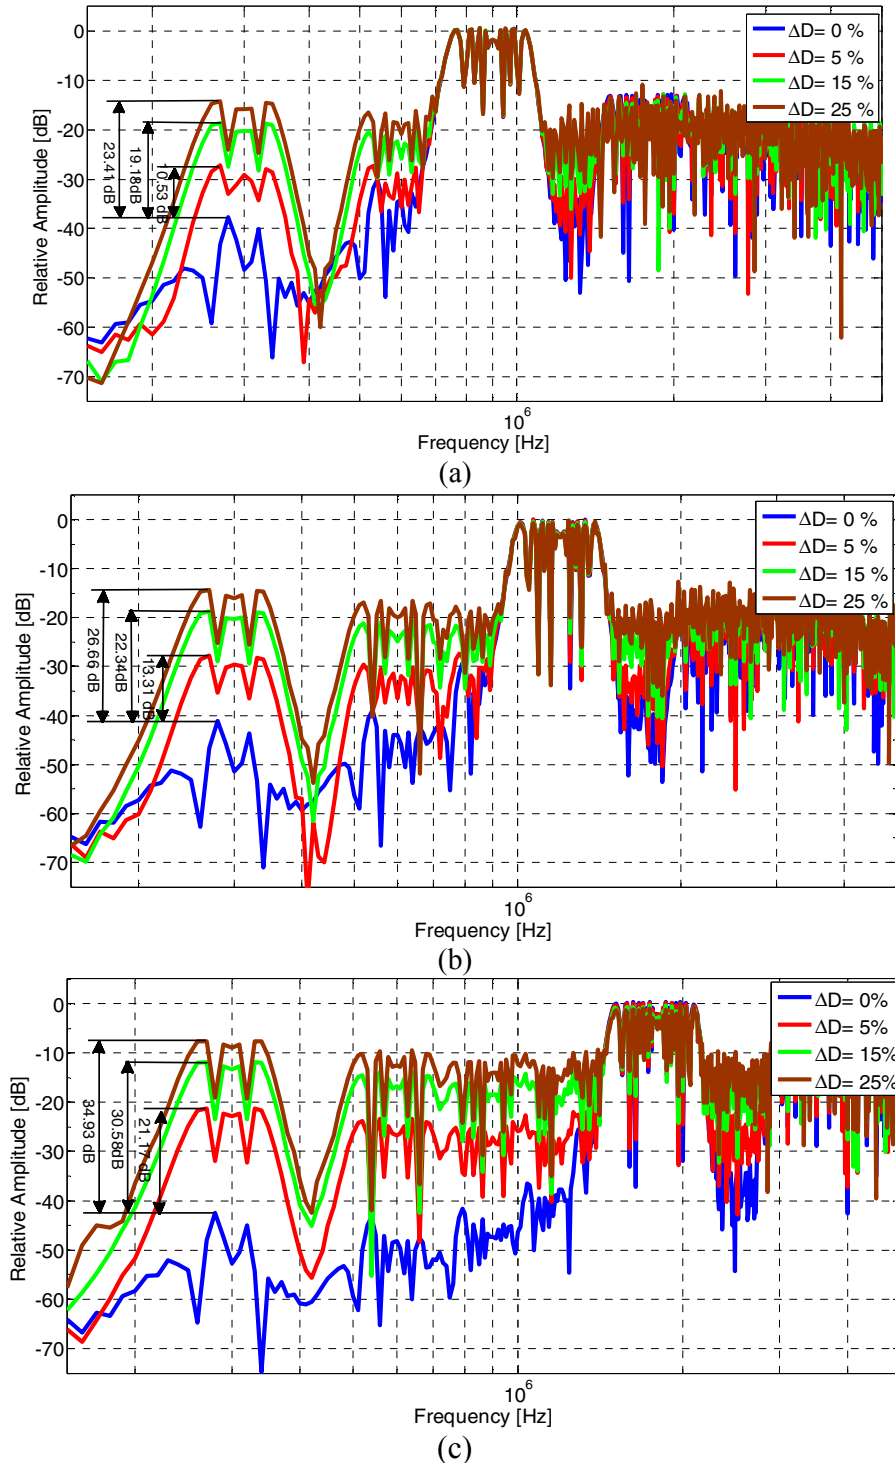 0
-10
-20
-30
-40
-50
-60
-70
Relative Amplitude [dB]
23.41 dB
19.18dB
10.53 dB
ΔD= 0 %
ΔD= 5 %
ΔD= 15 %
ΔD= 25 %
10^6
Frequency [Hz]
(a)
0
-10
-20
-30
-40
-50
-60
-70
Relative Amplitude [dB]
26.66 dB
22.34dB
13.31 dB
ΔD= 0 %
ΔD= 5 %
ΔD= 15 %
ΔD= 25 %
10^6
Frequency [Hz]
(b)
0
-10
-20
-30
-40
-50
-60
-70
Relative Amplitude [dB]
34.93 dB
30.58dB
21.17 dB
ΔD= 0%
ΔD= 5%
ΔD= 15%
ΔD= 25%
10^6
Frequency [Hz]
(c)